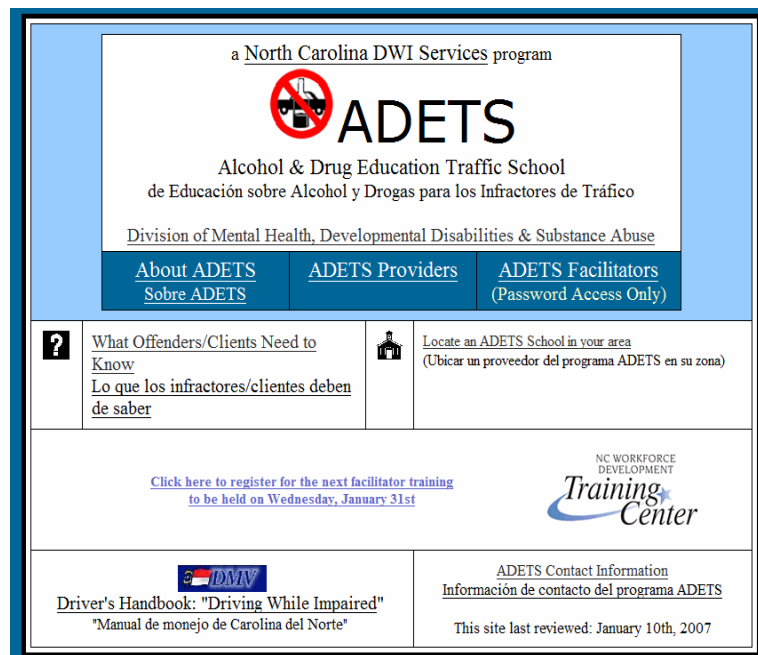 a North Carolina DWI Services program
ADETS
Alcohol & Drug Education Traffic School
de Educación sobre Alcohol y Drogas para los Infractores de Tráfico
Division of Mental Health, Developmental Disabilities & Substance Abuse
About ADETS
Sobre ADETS
ADETS Providers
ADETS Facilitators
(Password Access Only)
?
What Offenders/Clients Need to
Know
Lo que los infractores/clientes deben
de saber
Locate an ADETS School in your area
(Ubicar un proveedor del programa ADETS en su zona)
Click here to register for the next facilitator training
to be held on Wednesday, January 31st
NC WORKFORCE
DEVELOPMENT
Training
Center
DMV
Driver's Handbook: "Driving While Impaired"
"Manual de monejo de Carolina del Norte"
ADETS Contact Information
Información de contacto del programa ADETS
This site last reviewed: January 10th, 2007